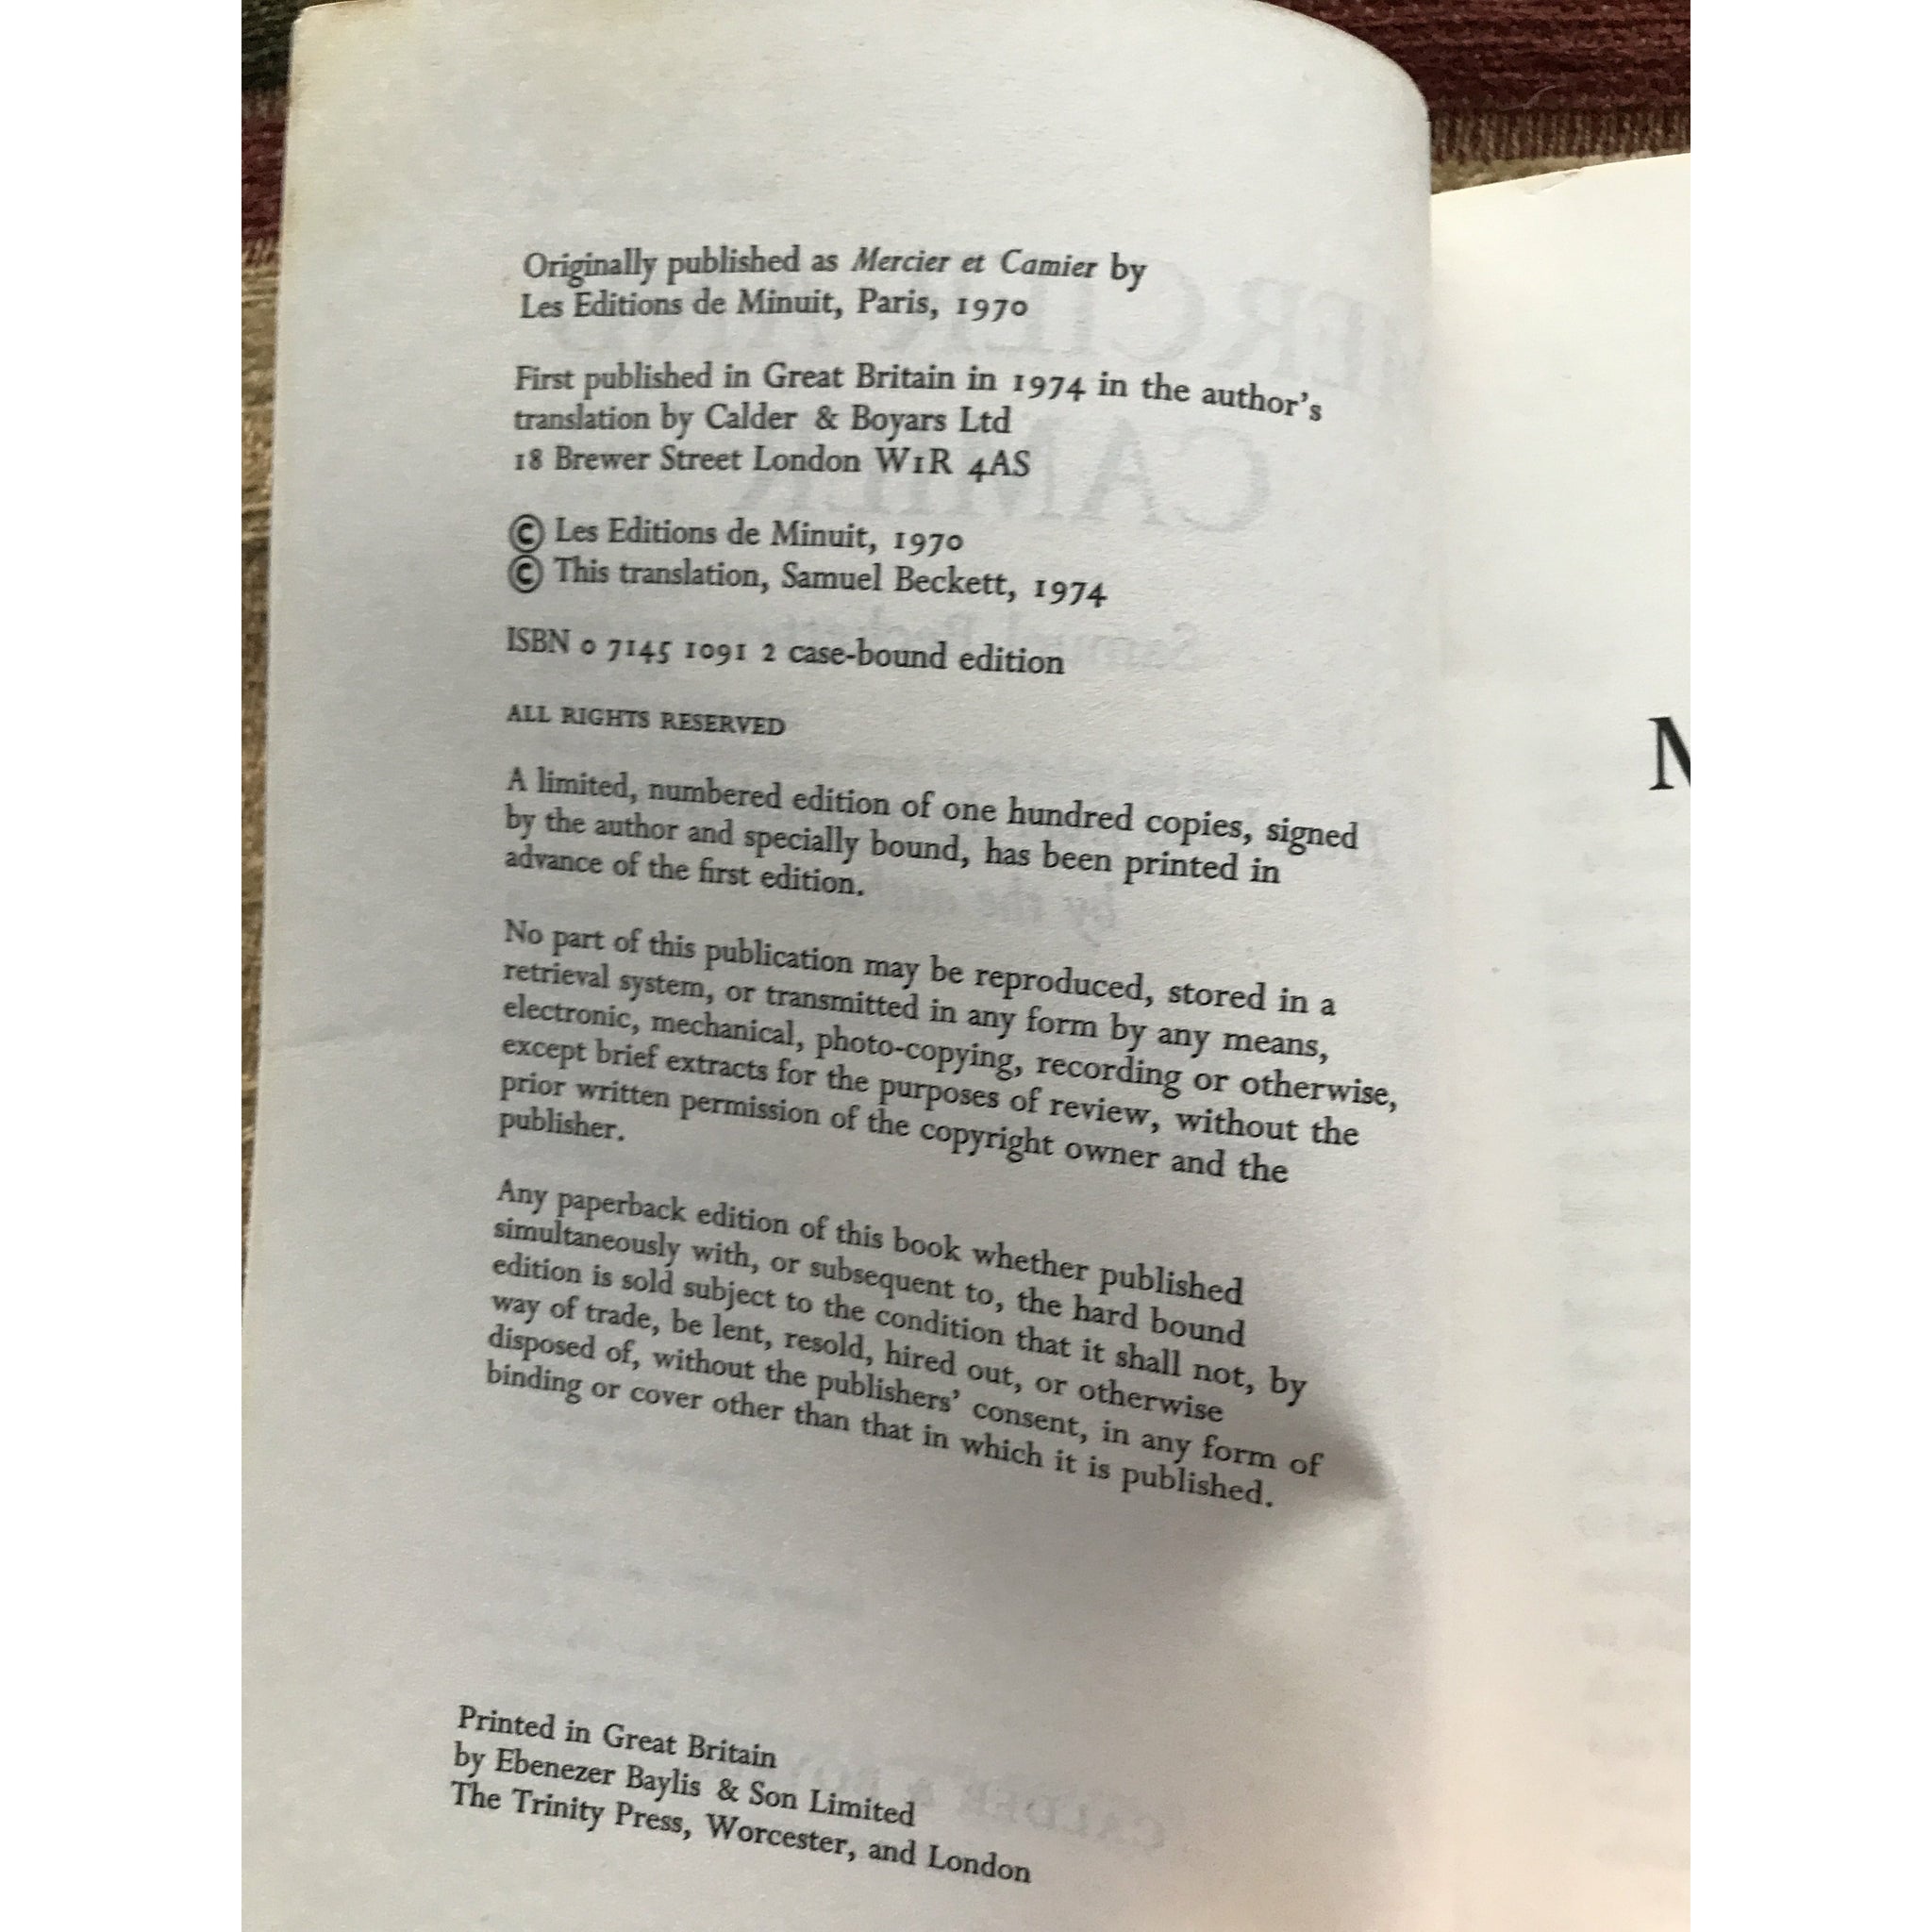 Originally published as Mercier et Camier by
Les Editions de Minuit, Paris, 1970
First published in Great Britain in 1974 in the author's
translation by Calder & Boyars Ltd
18 Brewer Street London W1R 4AS
© Les Editions de Minuit, 1970
© This translation, Samuel Beckett, 1974
ISBN 0 7145 1091 2 case-bound edition
ALL RIGHTS RESERVED
A limited, numbered edition of one hundred copies, signed
by the author and specially bound, has been printed in
advance of the first edition.
No part of this publication may be reproduced, stored in a
retrieval system, or transmitted in any form by any means,
electronic, mechanical, photo-copying, recording or otherwise,
except brief extracts for the purposes of review, without the
prior written permission of the copyright owner and the
publisher.
Any paperback edition of this book whether published
simultaneously with, or subsequent to, the hard bound
edition is sold subject to the condition that it shall not, by
way of trade, be lent, resold, hired out, or otherwise
disposed of, without the publishers' consent, in any form of
binding or cover other than that in which it is published.
Printed in Great Britain
by Ebenezer Baylis & Son Limited
The Trinity Press, Worcester, and London